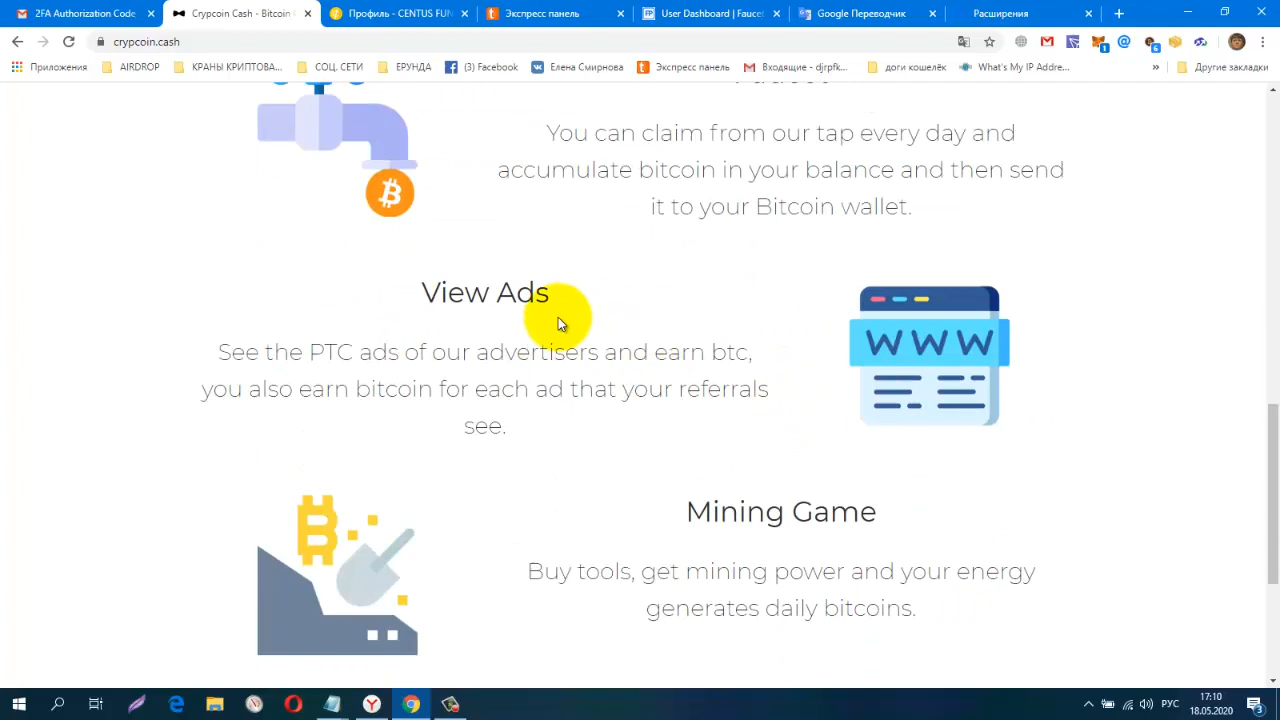 2FA Authorization Code
Crypcoin Cash - Bitcoin
Профиль - CENTUS FUN
Экспресс панель
User Dashboard | Faucet
Google Переводчик
Расширения
crypcoin.cash
Приложения
AIRDROP
КРАНЫ КРИПТОВА...
СОЦ. СЕТИ
ЕРУНДА
Facebook
Елена Смирнова
Экспресс панель
Входящие - djrpfk...
доги кошелёк
What's My IP Addre...
»
Другие закладки
You can claim from our tap every day and
accumulate bitcoin in your balance and then send
it to your Bitcoin wallet.
View Ads
See the PTC ads of our advertisers and earn btc,
you also earn bitcoin for each ad that your referrals
see.
WWW
Mining Game
Buy tools, get mining power and your energy
generates daily bitcoins.
РУС
17:10
18.05.2020